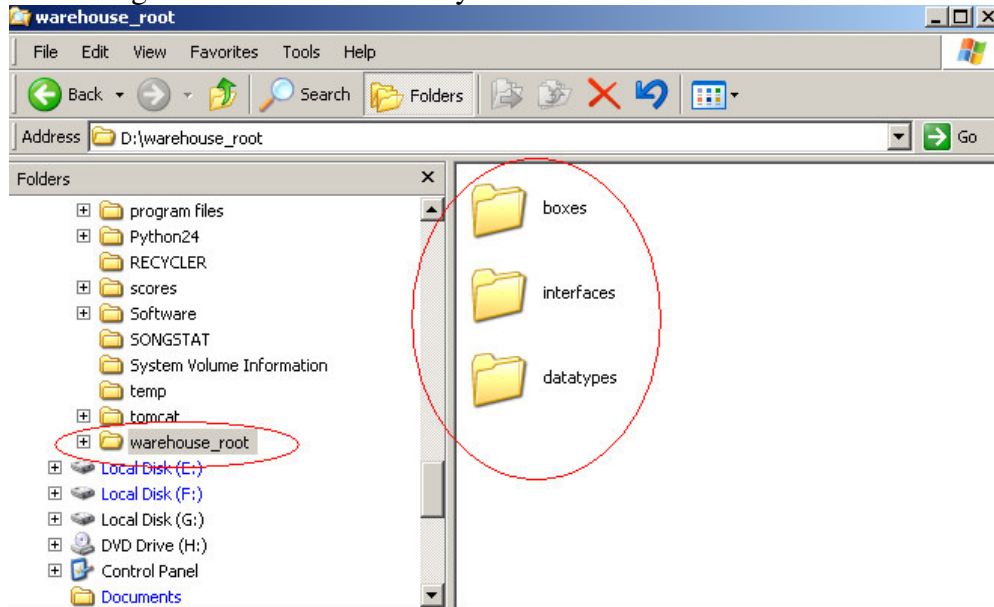 warehouse_root
File Edit View Favorites Tools Help
Back Search Folders
Address D:\warehouse_root Go
Folders
program files
Python24
RECYCLER
scores
Software
SONGSTAT
System Volume Information
temp
tomcat
warehouse_root
Local Disk (E:)
Local Disk (F:)
Local Disk (G:)
DVD Drive (H:)
Control Panel
Documents
boxes
interfaces
datatypes